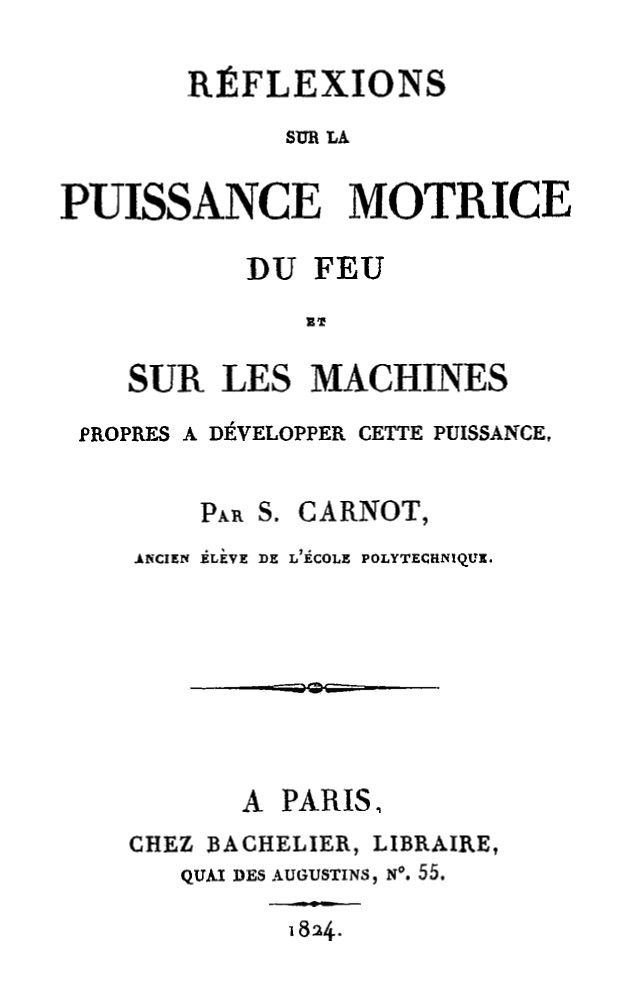 RÉFLEXIONS
SUR LA
PUISSANCE MOTRICE
DU FEU
ET
SUR LES MACHINES
PROPRES A DÉVELOPPER CETTE PUISSANCE,
PAR S. CARNOT,
ANCIEN ÉLÈVE DE L'ÉCOLE POLYTECHNIQUE.
A PARIS,
CHEZ BACHELIER, LIBRAIRE,
QUAI DES AUGUSTINS, N°. 55.
1824.